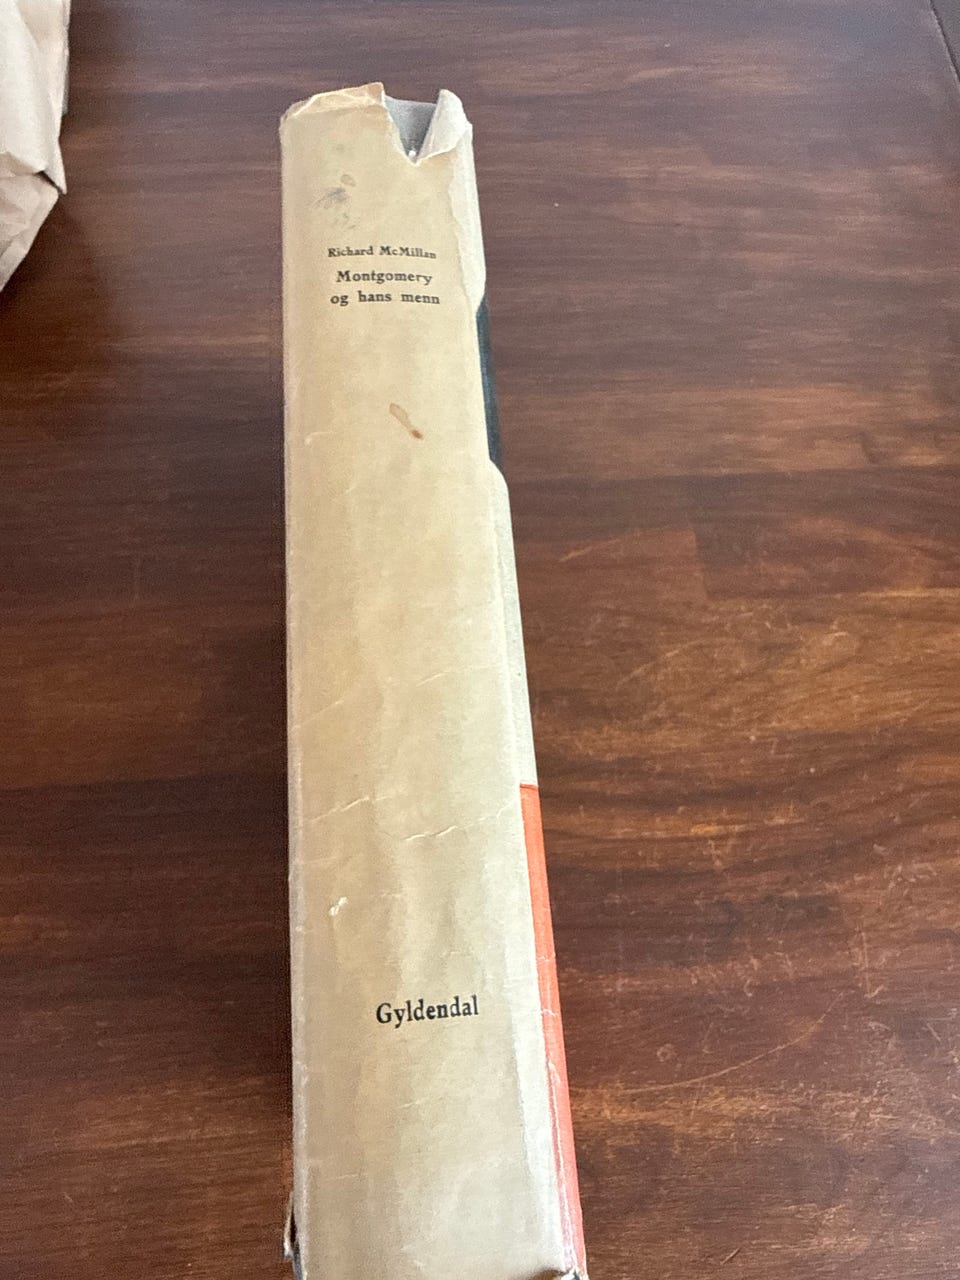 Richard McMillan
Montgomery
og hans menn
Gyldendal